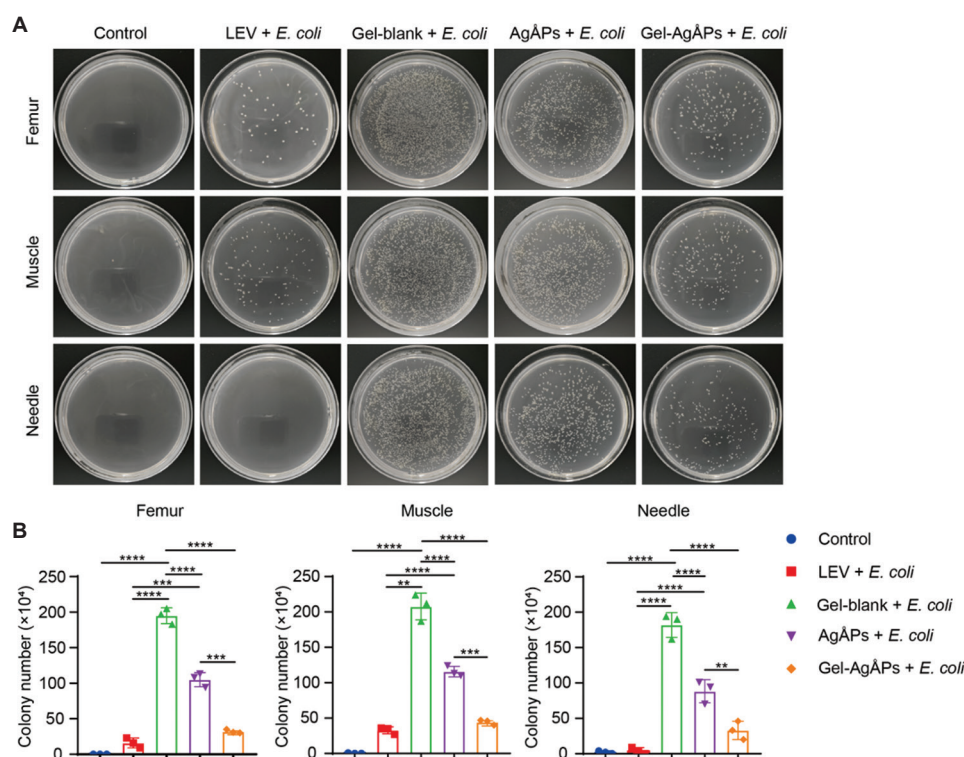 A
Control LEV + E. coli Gel-blank + E. coli AgÅPs + E. coli Gel-AgÅPs + E. coli
Femur
Muscle
Needle
B
Femur
Colony number (×10⁴)
250
200
150
100
50
0
****
****
****
***
****
***
Muscle
Colony number (×10⁴)
250
200
150
100
50
0
****
****
****
****
**
***
Needle
Colony number (×10⁴)
250
200
150
100
50
0
****
****
****
****
****
**
Control
LEV + E. coli
Gel-blank + E. coli
AgÅPs + E. coli
Gel-AgÅPs + E. coli